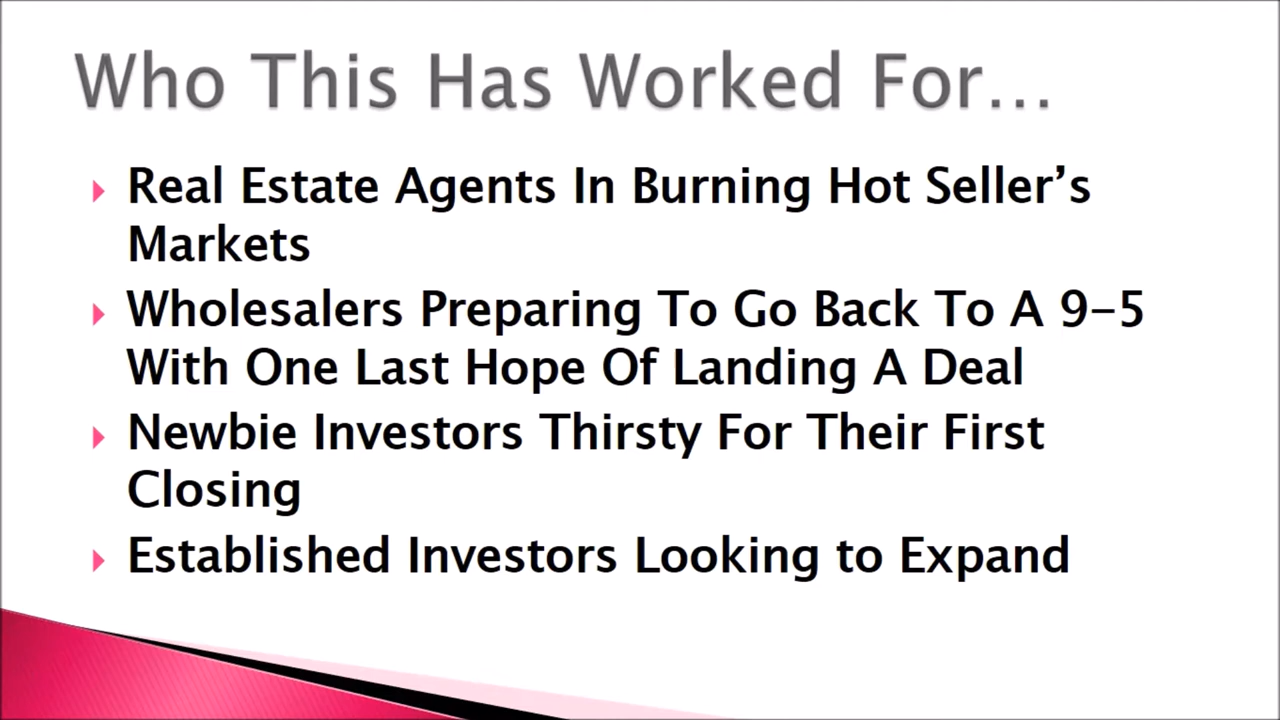 Who This Has Worked For...
Real Estate Agents In Burning Hot Seller’s
Markets
Wholesalers Preparing To Go Back To A 9-5
With One Last Hope Of Landing A Deal
Newbie Investors Thirsty For Their First
Closing
Established Investors Looking to Expand